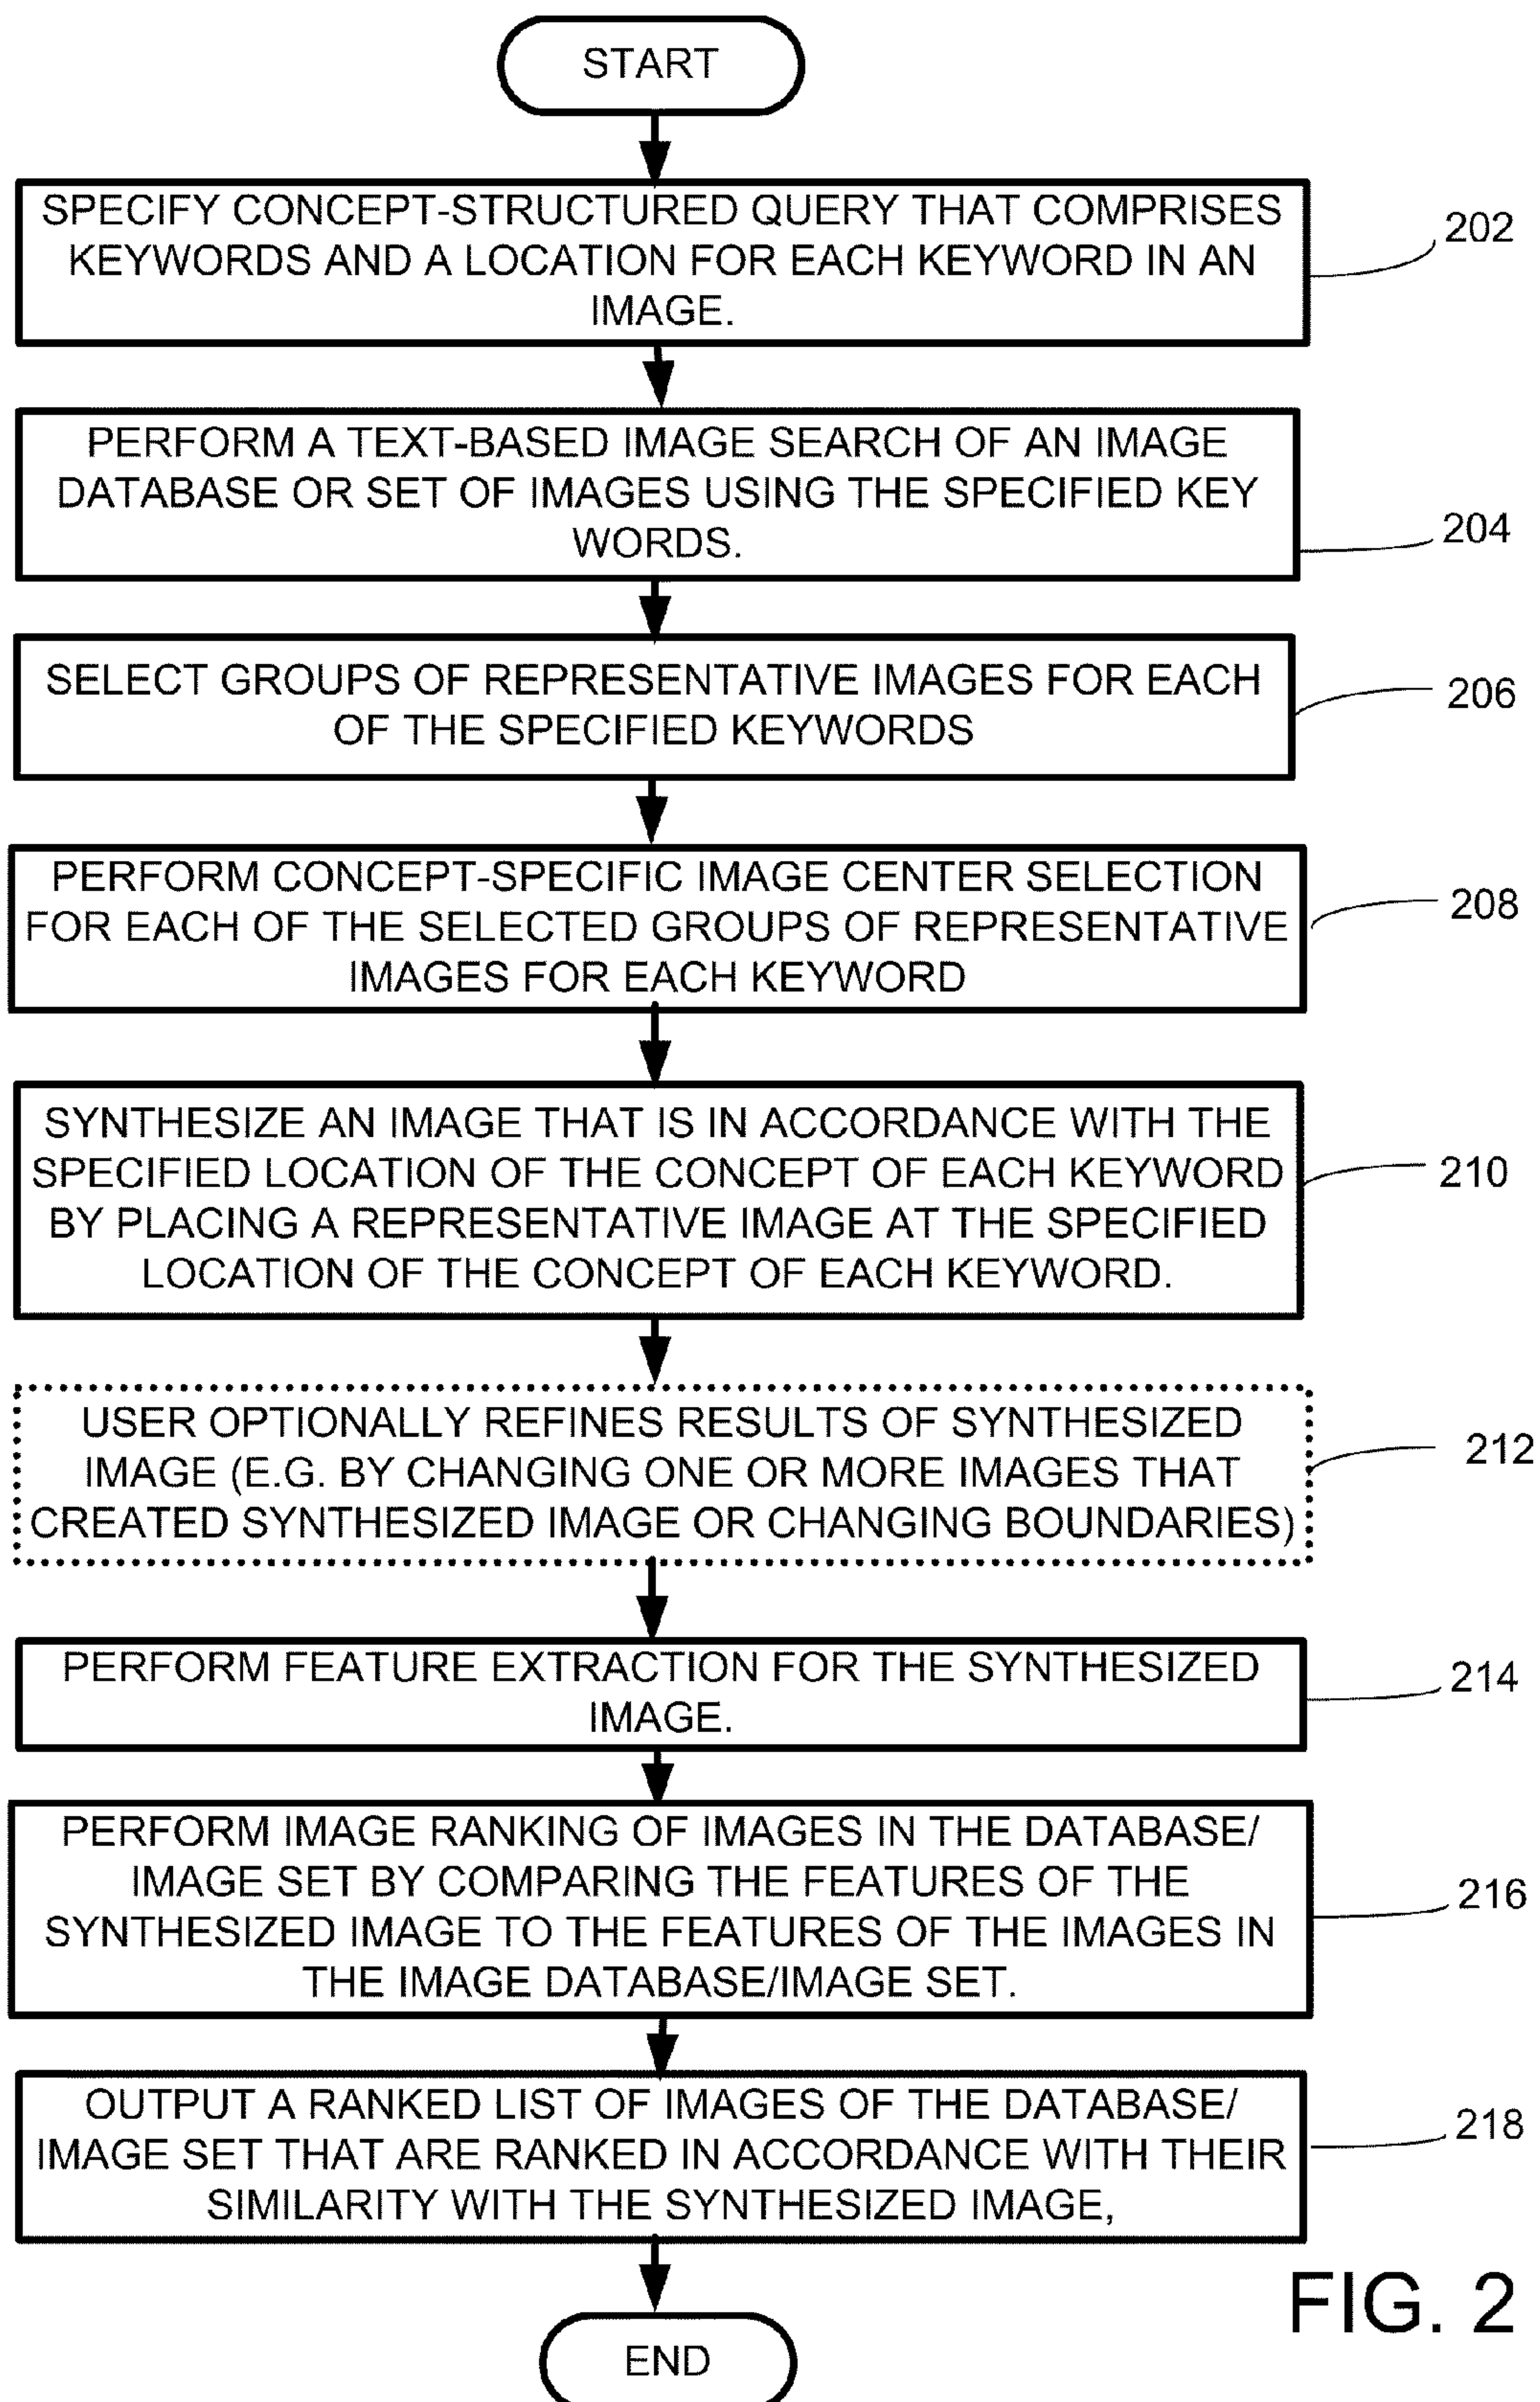 START
SPECIFY CONCEPT-STRUCTURED QUERY THAT COMPRISES
KEYWORDS AND A LOCATION FOR EACH KEYWORD IN AN
IMAGE.
202
PERFORM A TEXT-BASED IMAGE SEARCH OF AN IMAGE
DATABASE OR SET OF IMAGES USING THE SPECIFIED KEY
WORDS.
204
SELECT GROUPS OF REPRESENTATIVE IMAGES FOR EACH
OF THE SPECIFIED KEYWORDS
206
PERFORM CONCEPT-SPECIFIC IMAGE CENTER SELECTION
FOR EACH OF THE SELECTED GROUPS OF REPRESENTATIVE
IMAGES FOR EACH KEYWORD
208
SYNTHESIZE AN IMAGE THAT IS IN ACCORDANCE WITH THE
SPECIFIED LOCATION OF THE CONCEPT OF EACH KEYWORD
BY PLACING A REPRESENTATIVE IMAGE AT THE SPECIFIED
LOCATION OF THE CONCEPT OF EACH KEYWORD.
210
USER OPTIONALLY REFINES RESULTS OF SYNTHESIZED
IMAGE (E.G. BY CHANGING ONE OR MORE IMAGES THAT
CREATED SYNTHESIZED IMAGE OR CHANGING BOUNDARIES)
212
PERFORM FEATURE EXTRACTION FOR THE SYNTHESIZED
IMAGE.
214
PERFORM IMAGE RANKING OF IMAGES IN THE DATABASE/
IMAGE SET BY COMPARING THE FEATURES OF THE
SYNTHESIZED IMAGE TO THE FEATURES OF THE IMAGES IN
THE IMAGE DATABASE/IMAGE SET.
216
OUTPUT A RANKED LIST OF IMAGES OF THE DATABASE/
IMAGE SET THAT ARE RANKED IN ACCORDANCE WITH THEIR
SIMILARITY WITH THE SYNTHESIZED IMAGE,
218
END
FIG. 2